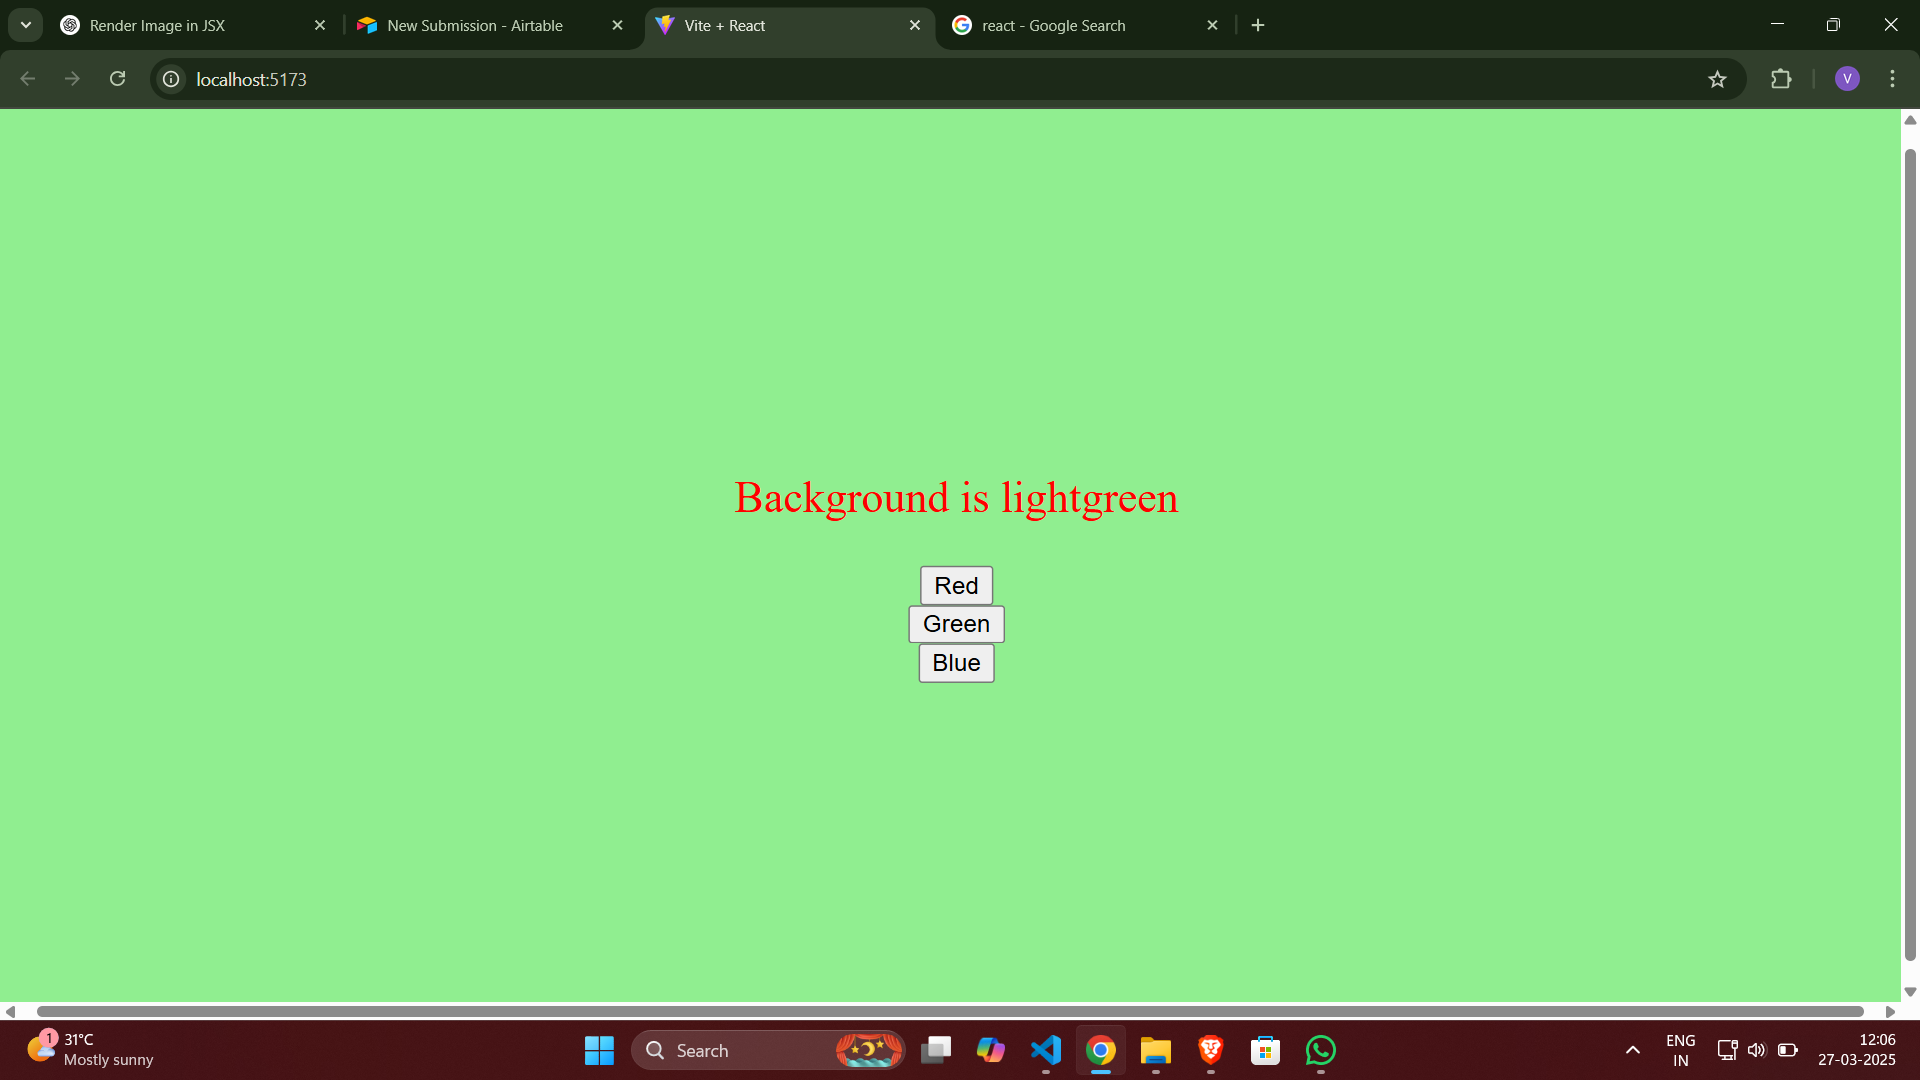 Render Image in JSX
New Submission - Airtable
Vite + React
react - Google Search
localhost:5173
V
Background is lightgreen
Red
Green
Blue
1
31°C
Mostly sunny
Search
ENG
IN
12:06
27-03-2025